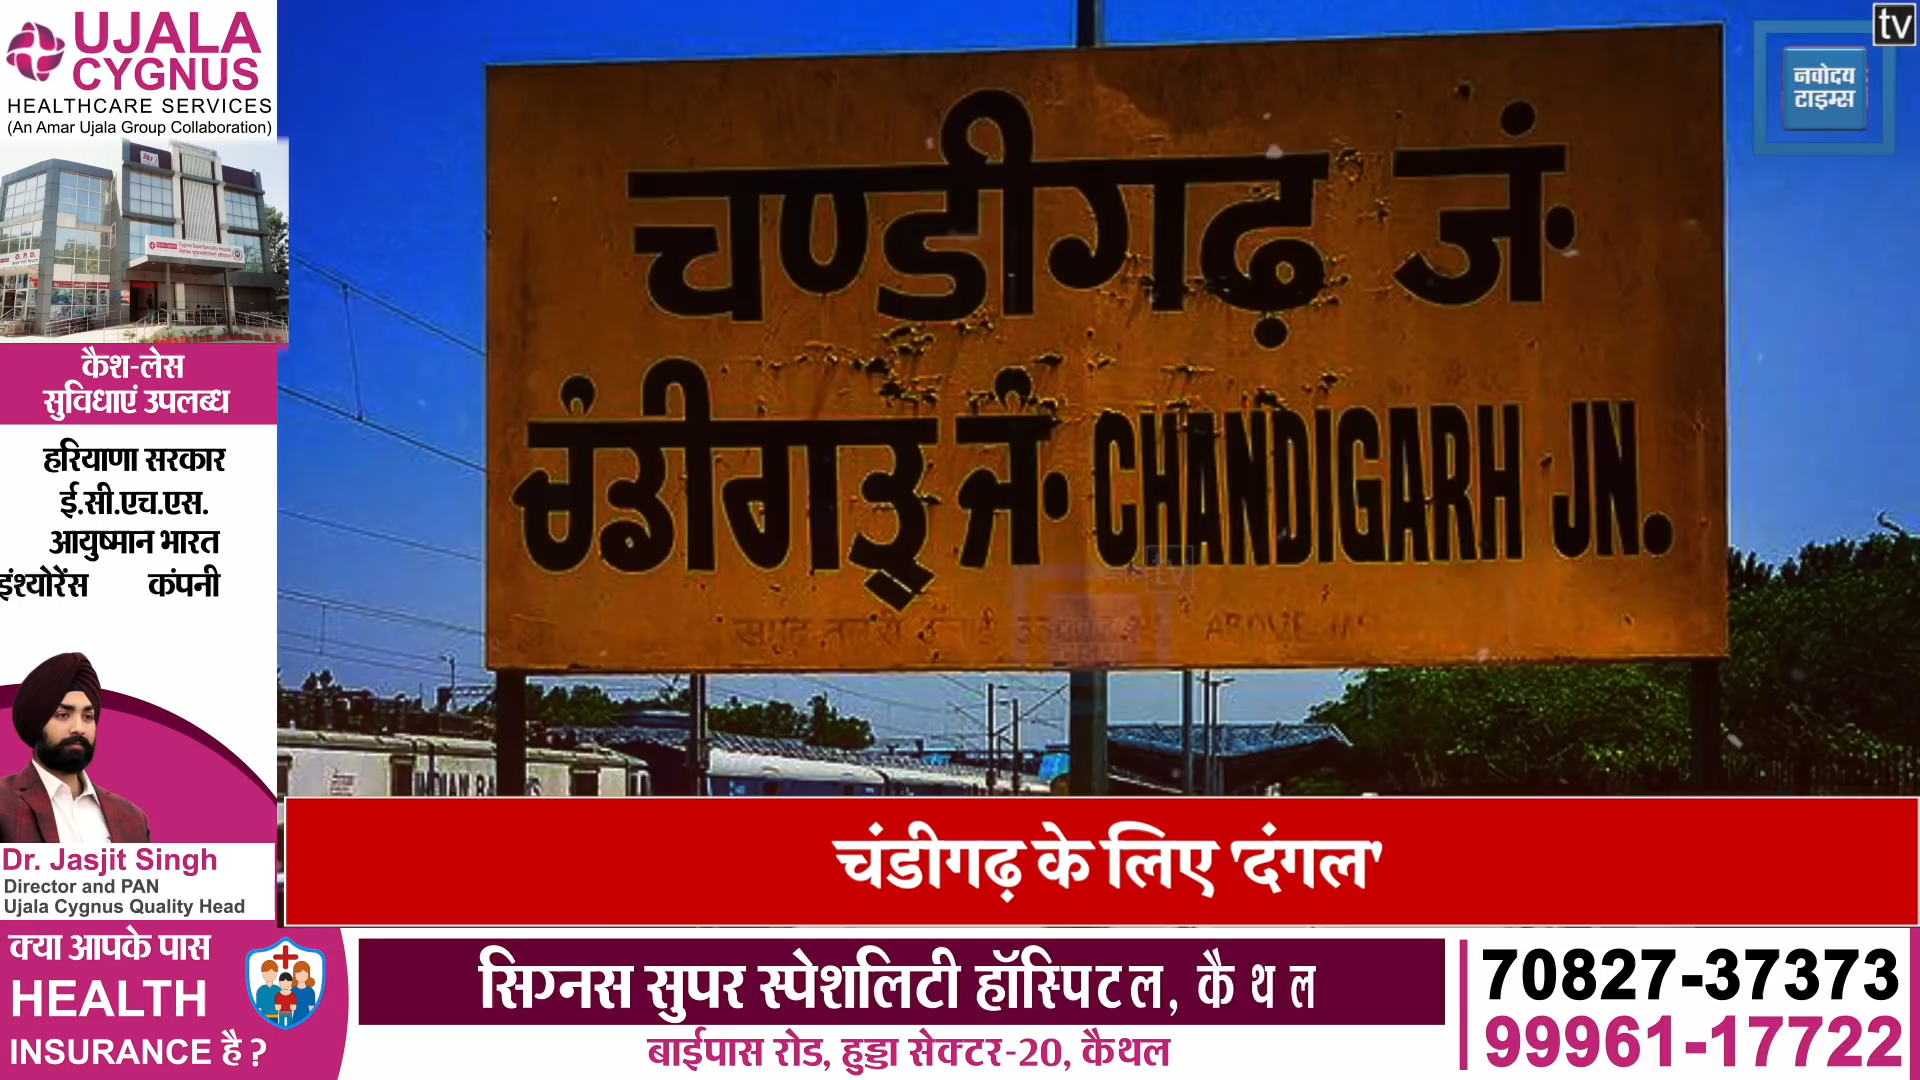 UJALA
CYGNUS
HEALTHCARE SERVICES
(An Amar Ujala Group Collaboration)
कैश-लेस
सुविधाएं उपलब्ध
हरियाणा सरकार
ई.सी.एच.एस.
आयुष्मान भारत
इंश्योरेंस कंपनी
Dr. Jasjit Singh
Director and PAN
Ujala Cygnus Quality Head
क्या आपके पास
HEALTH
INSURANCE है ?
tv
नवोदय
टाइम्स
चण्डीगढ़ जं॰
ਚੰਡੀਗੜ੍ਹ ਜੰ॰ CHANDIGARH JN.
चंडीगढ़ के लिए 'दंगल'
सिग्नस सुपर स्पेशलिटी हॉस्पिटल, कैथल
बाईपास रोड, हुड्डा सेक्टर-20, कैथल
70827-37373
99961-17722